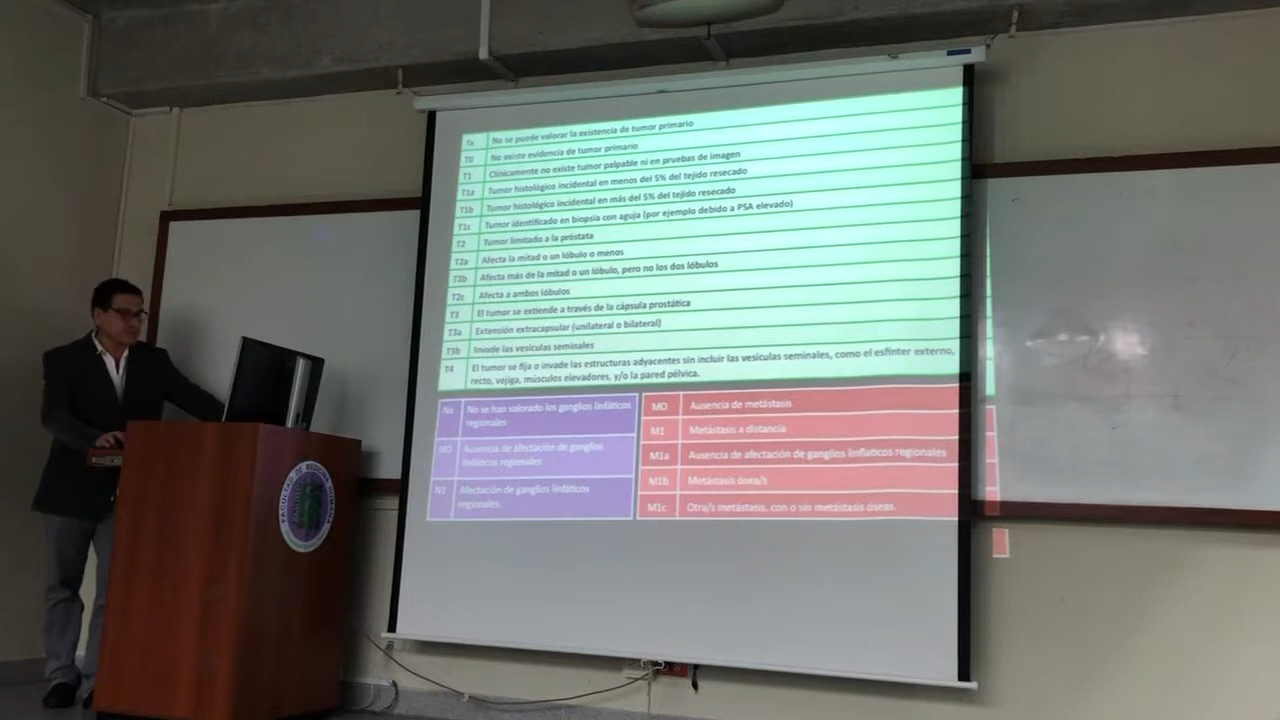 Tx No se puede valorar la existencia de tumor primario
T0 No existe evidencia de tumor primario
T1 Clínicamente no existe tumor palpable ni en pruebas de imagen
T1a Tumor histológico incidental en menos del 5% del tejido resecado
T1b Tumor histológico incidental en más del 5% del tejido resecado
T1c Tumor identificado en biopsia con aguja (por ejemplo debido a PSA elevado)
T2 Tumor limitado a la próstata
T2a Afecta la mitad o un lóbulo o menos
T2b Afecta más de la mitad o un lóbulo, pero no los dos lóbulos
T2c Afecta a ambos lóbulos
T3 El tumor se extiende a través de la cápsula prostática
T3a Extensión extracapsular (unilateral o bilateral)
T3b Invade las vesículas seminales
T4 El tumor se fija o invade las estructuras adyacentes sin incluir las vesículas seminales, como el esfínter externo,
recto, vejiga, músculos elevadores, y/o la pared pélvica.
Nx No se han valorado los ganglios linfáticos
regionales
N0 Ausencia de afectación de ganglios
linfáticos regionales
N1 Afectación de ganglios linfáticos
regionales.
M0 Ausencia de metástasis
M1 Metástasis a distancia
M1a Ausencia de afectación de ganglios linflaticos regionales
M1b Metástasis ósea/s
M1c Otra/s metástasis, con o sin metástasis óseas.
FACULTAD DE MEDICINA HUMANA